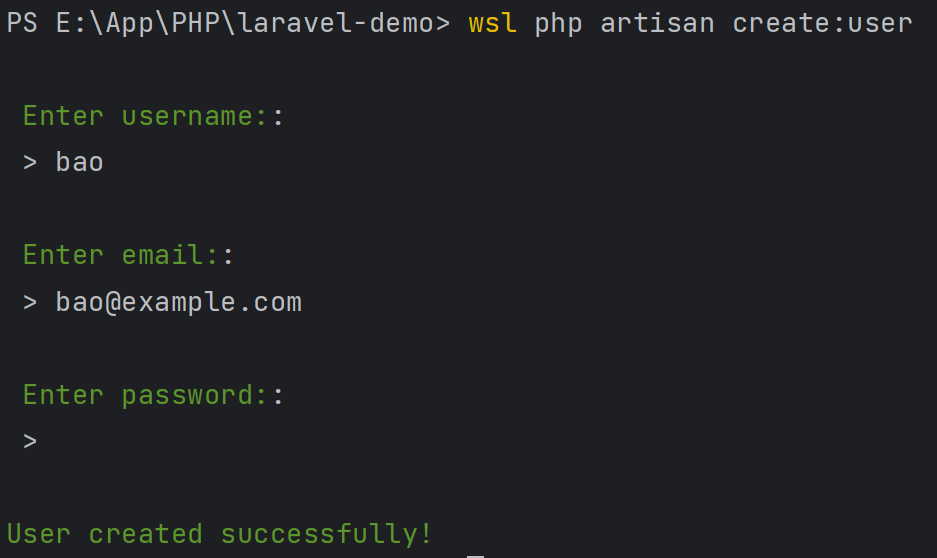 PS E:\App\PHP\laravel-demo> wsl php artisan create:user
Enter username::
> bao
Enter email::
> bao@example.com
Enter password::
>
User created successfully!